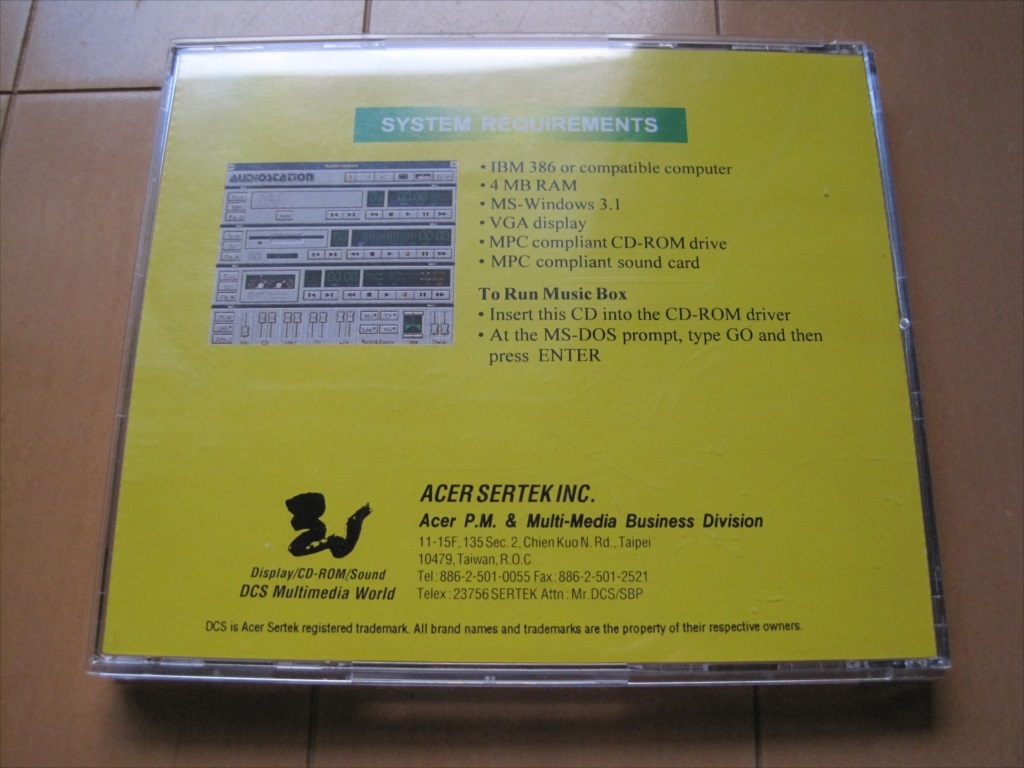 SYSTEM REQUIREMENTS
AUDIOSTATION
• IBM 386 or compatible computer
• 4 MB RAM
• MS-Windows 3.1
• VGA display
• MPC compliant CD-ROM drive
• MPC compliant sound card
To Run Music Box
• Insert this CD into the CD-ROM driver
• At the MS-DOS prompt, type GO and then
press ENTER
ACER SERTEK INC.
Acer P.M. & Multi-Media Business Division
11-15F, 135 Sec. 2, Chien Kuo N. Rd., Taipei
10479, Taiwan, R.O.C.
Tel: 886-2-501-0055 Fax: 886-2-501-2521
Telex: 23756 SERTEK Attn: Mr. DCS/SBP
Display/CD-ROM/Sound
DCS Multimedia World
DCS is Acer Sertek registered trademark. All brand names and trademarks are the property of their respective owners.